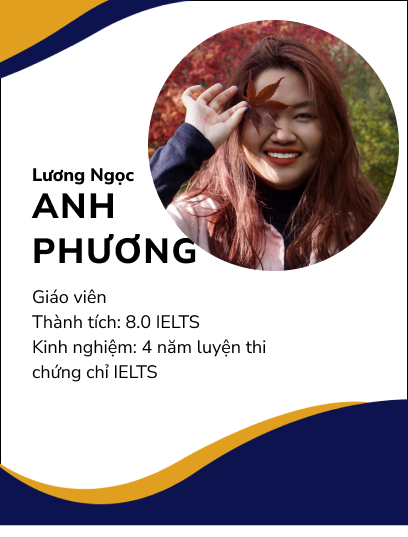 Lương Ngọc
ANH
PHƯƠNG
Giáo viên
Thành tích: 8.0 IELTS
Kinh nghiệm: 4 năm luyện thi
chứng chỉ IELTS